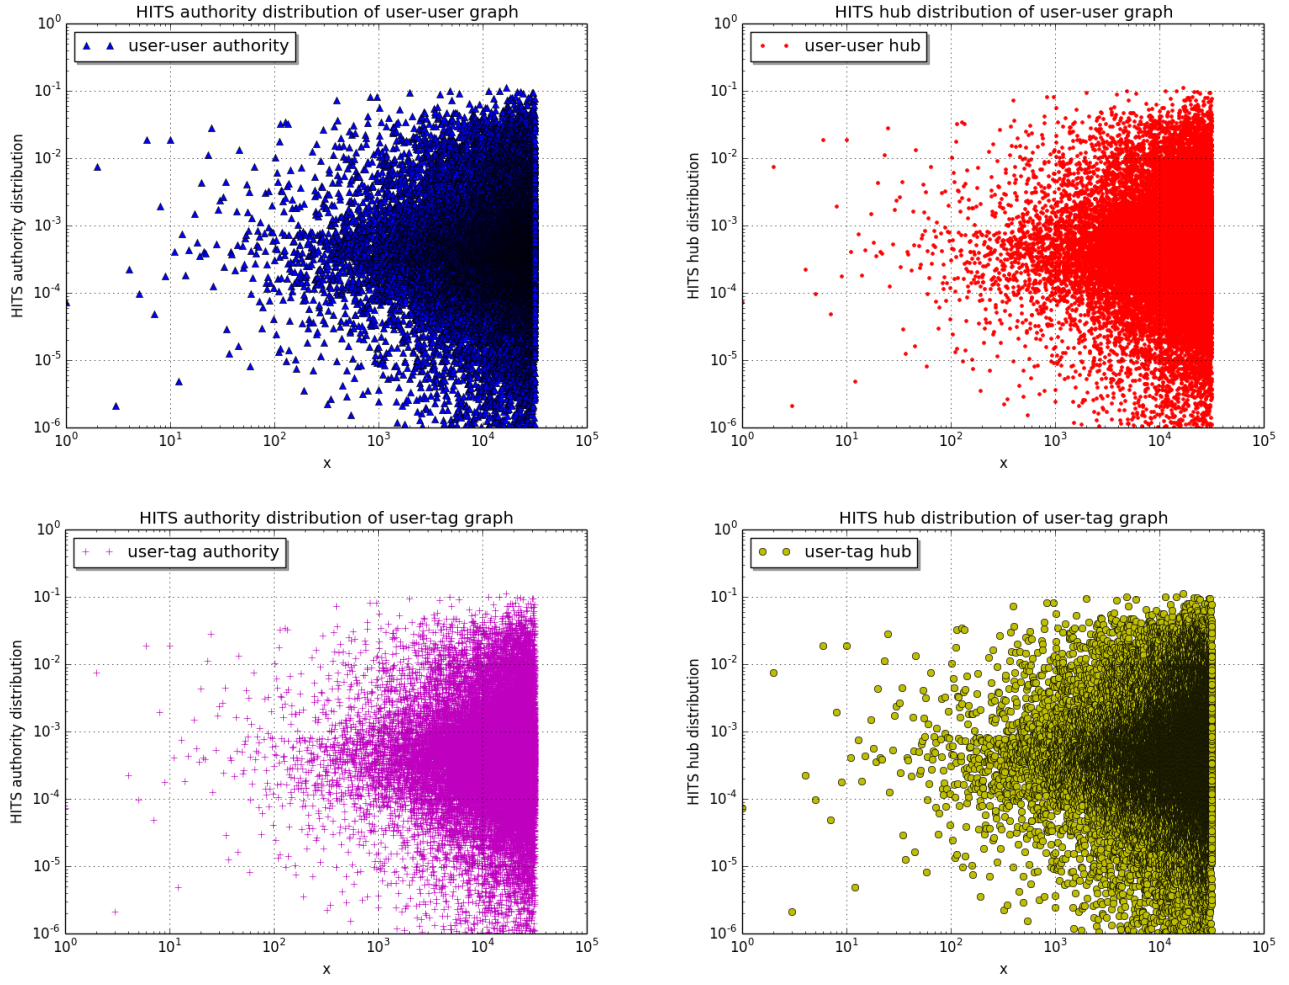 HITS authority distribution of user-user graph
user-user authority
HITS authority distribution
10^0
10^-1
10^-2
10^-3
10^-4
10^-5
10^-6
10^0 10^1 10^2 10^3 10^4 10^5
x
HITS hub distribution of user-user graph
user-user hub
HITS hub distribution
10^0
10^-1
10^-2
10^-3
10^-4
10^-5
10^-6
10^0 10^1 10^2 10^3 10^4 10^5
x
HITS authority distribution of user-tag graph
user-tag authority
HITS authority distribution
10^0
10^-1
10^-2
10^-3
10^-4
10^-5
10^-6
10^0 10^1 10^2 10^3 10^4 10^5
x
HITS hub distribution of user-tag graph
user-tag hub
HITS hub distribution
10^0
10^-1
10^-2
10^-3
10^-4
10^-5
10^-6
10^0 10^1 10^2 10^3 10^4 10^5
x